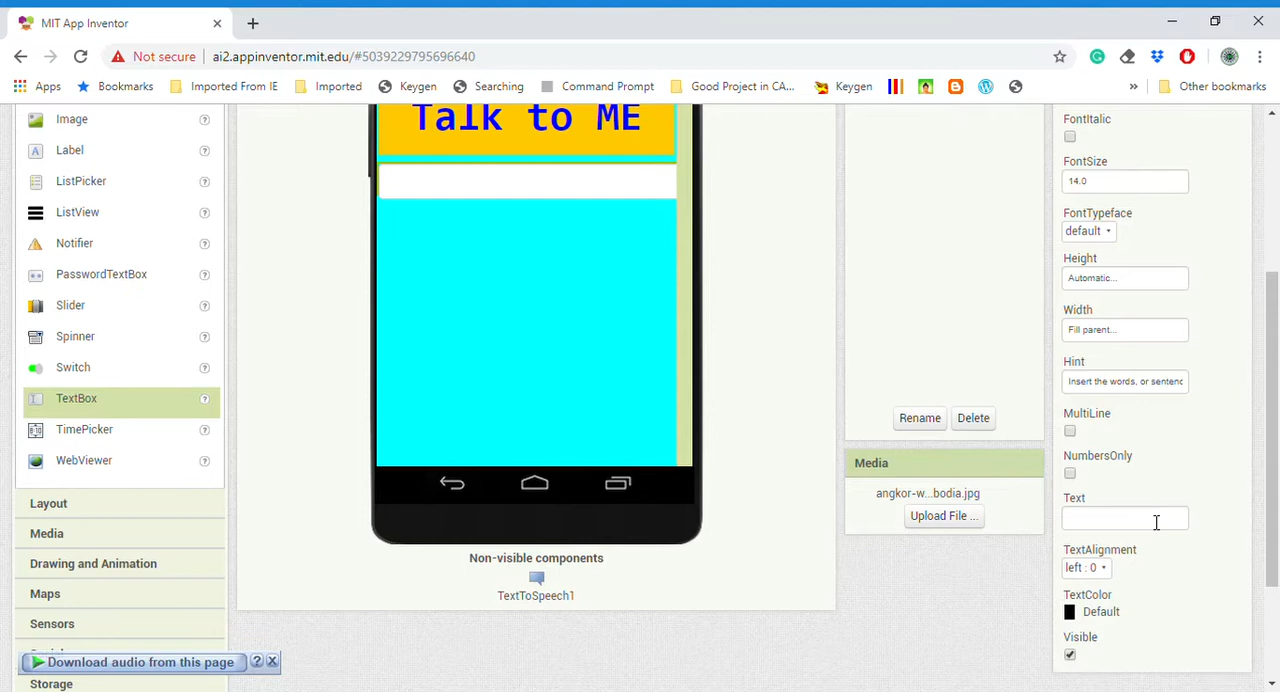 MIT App Inventor
Not secure
ai2.appinventor.mit.edu/#5039229795696640
Apps
Bookmarks
Imported From IE
Imported
Keygen
Searching
Command Prompt
Good Project in CA...
Keygen
»
Other bookmarks
Image ?
Label ?
ListPicker ?
ListView ?
Notifier ?
PasswordTextBox ?
Slider ?
Spinner ?
Switch ?
TextBox ?
TimePicker ?
WebViewer ?
Layout
Media
Drawing and Animation
Maps
Sensors
Download audio from this page ?
Storage
Talk to ME
Non-visible components
TextToSpeech1
Rename
Delete
Media
angkor-w...bodia.jpg
Upload File ...
FontItalic
FontSize
14.0
FontTypeface
default
Height
Automatic...
Width
Fill parent...
Hint
Insert the words, or sentenc
MultiLine
NumbersOnly
Text
TextAlignment
left : 0
TextColor
Default
Visible